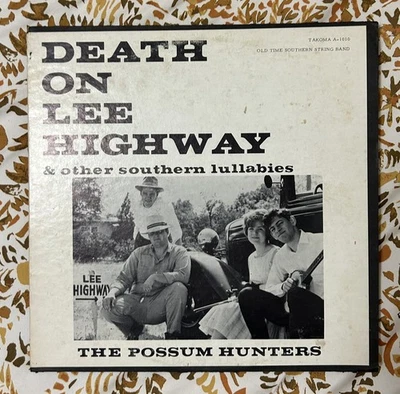 TAKOMA A-1010
OLD TIME SOUTHERN STRING BAND
DEATH
ON
LEE
HIGHWAY
& other southern lullabies
LEE
HIGHWAY
THE POSSUM HUNTERS